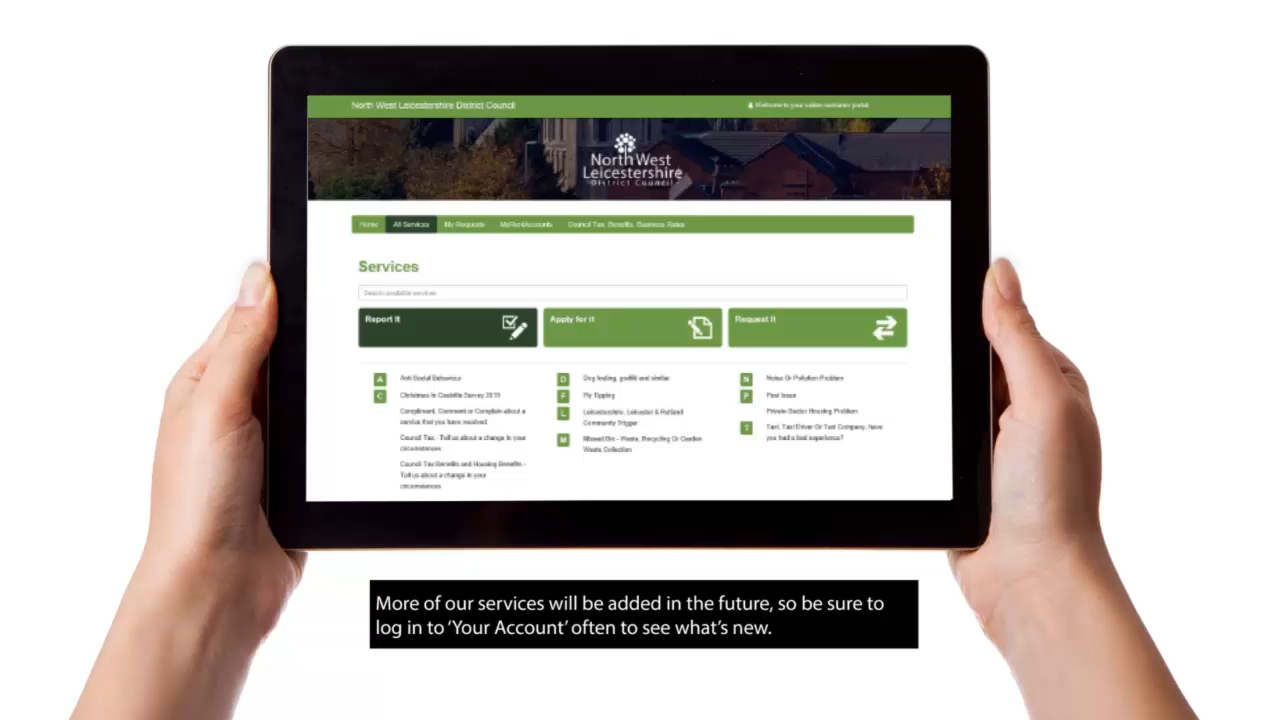 North West Leicestershire District Council
Welcome to your online customer portal
North West
Leicestershire
District Council
Home All Services My Requests MyRentAccounts Council Tax, Benefits, Business Rates
Services
Search available services
Report It Apply for it Request It
A Anti Social Behaviour
C Christmas In Coalville Survey 2015
Compliment, Comment or Complain about a
service that you have received
Council Tax - Tell us about a change in your
circumstances
Council Tax Benefits and Housing Benefits -
Tell us about a change in your
circumstances
D Dog fouling, graffiti and similar
F Fly Tipping
L Leicestershire, Leicester & Rutland
Community Trigger
M Missed Bin - Waste, Recycling Or Garden
Waste Collection
N Noise Or Pollution Problem
P Pest Issue
Private Sector Housing Problem
T Taxi, Taxi Driver Or Taxi Company, have
you had a bad experience?
More of our services will be added in the future, so be sure to
log in to ‘Your Account’ often to see what’s new.